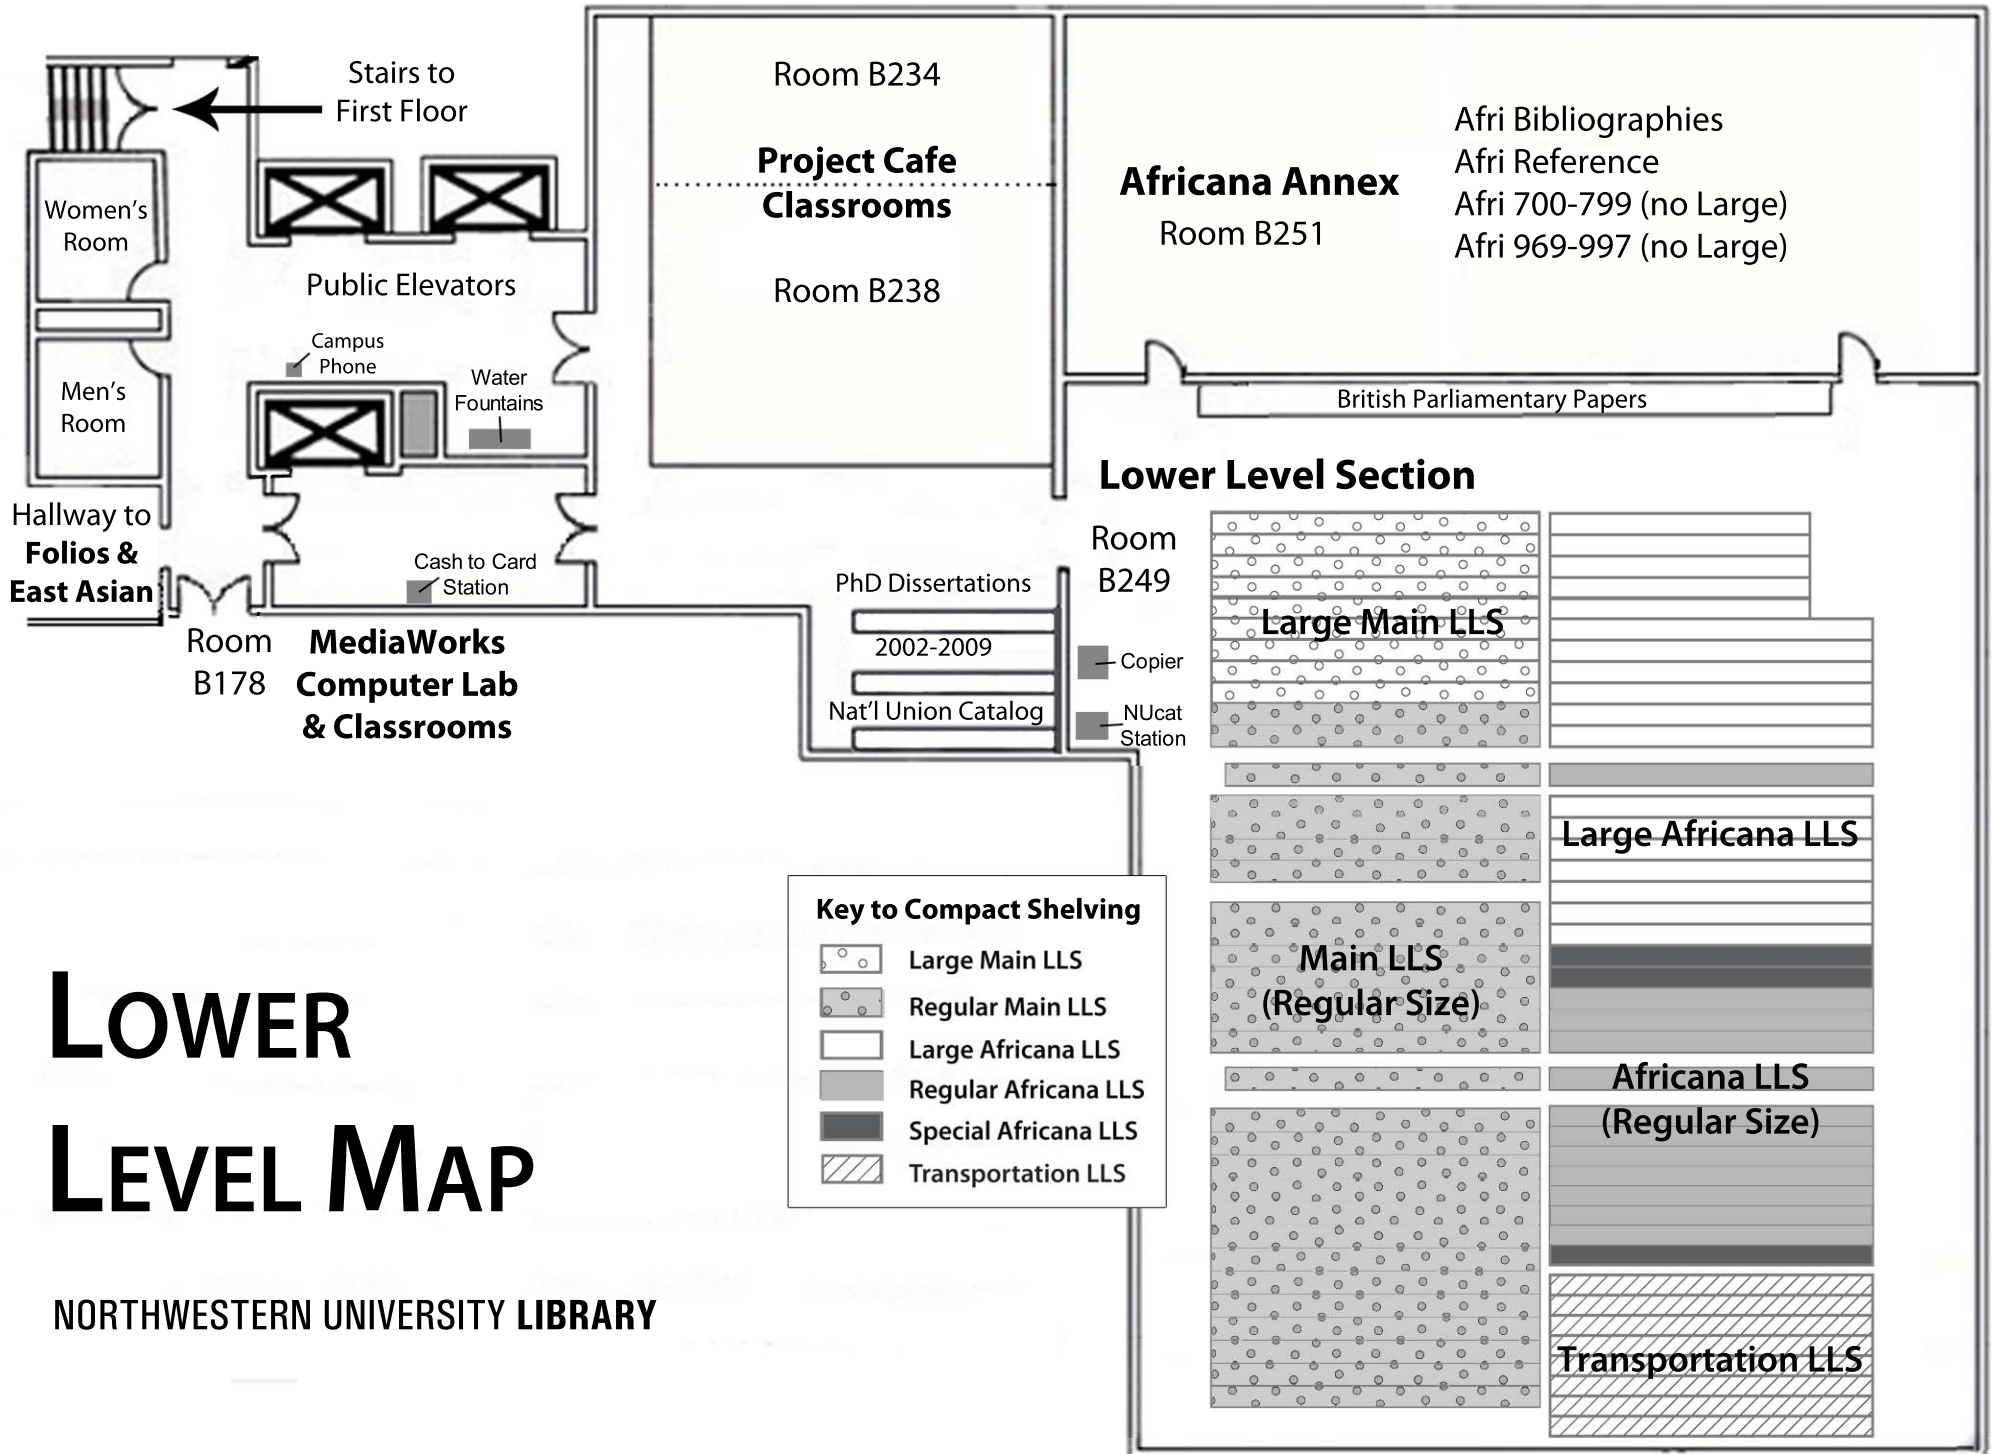 Stairs to
First Floor
Women's
Room
Public Elevators
Campus
Phone
Water
Fountains
Men's
Room
Hallway to
Folios &
East Asian
Cash to Card
Station
Room
B178
MediaWorks
Computer Lab
& Classrooms
Room B234
Project Cafe
Classrooms
Room B238
Africana Annex
Room B251
Afri Bibliographies
Afri Reference
Afri 700-799 (no Large)
Afri 969-997 (no Large)
British Parliamentary Papers
Lower Level Section
Room
B249
PhD Dissertations
2002-2009
Nat'l Union Catalog
Copier
NUcat
Station
Large Main LLS
Large Africana LLS
Main LLS
(Regular Size)
Africana LLS
(Regular Size)
Transportation LLS
Key to Compact Shelving
Large Main LLS
Regular Main LLS
Large Africana LLS
Regular Africana LLS
Special Africana LLS
Transportation LLS
LOWER
LEVEL MAP
NORTHWESTERN UNIVERSITY LIBRARY